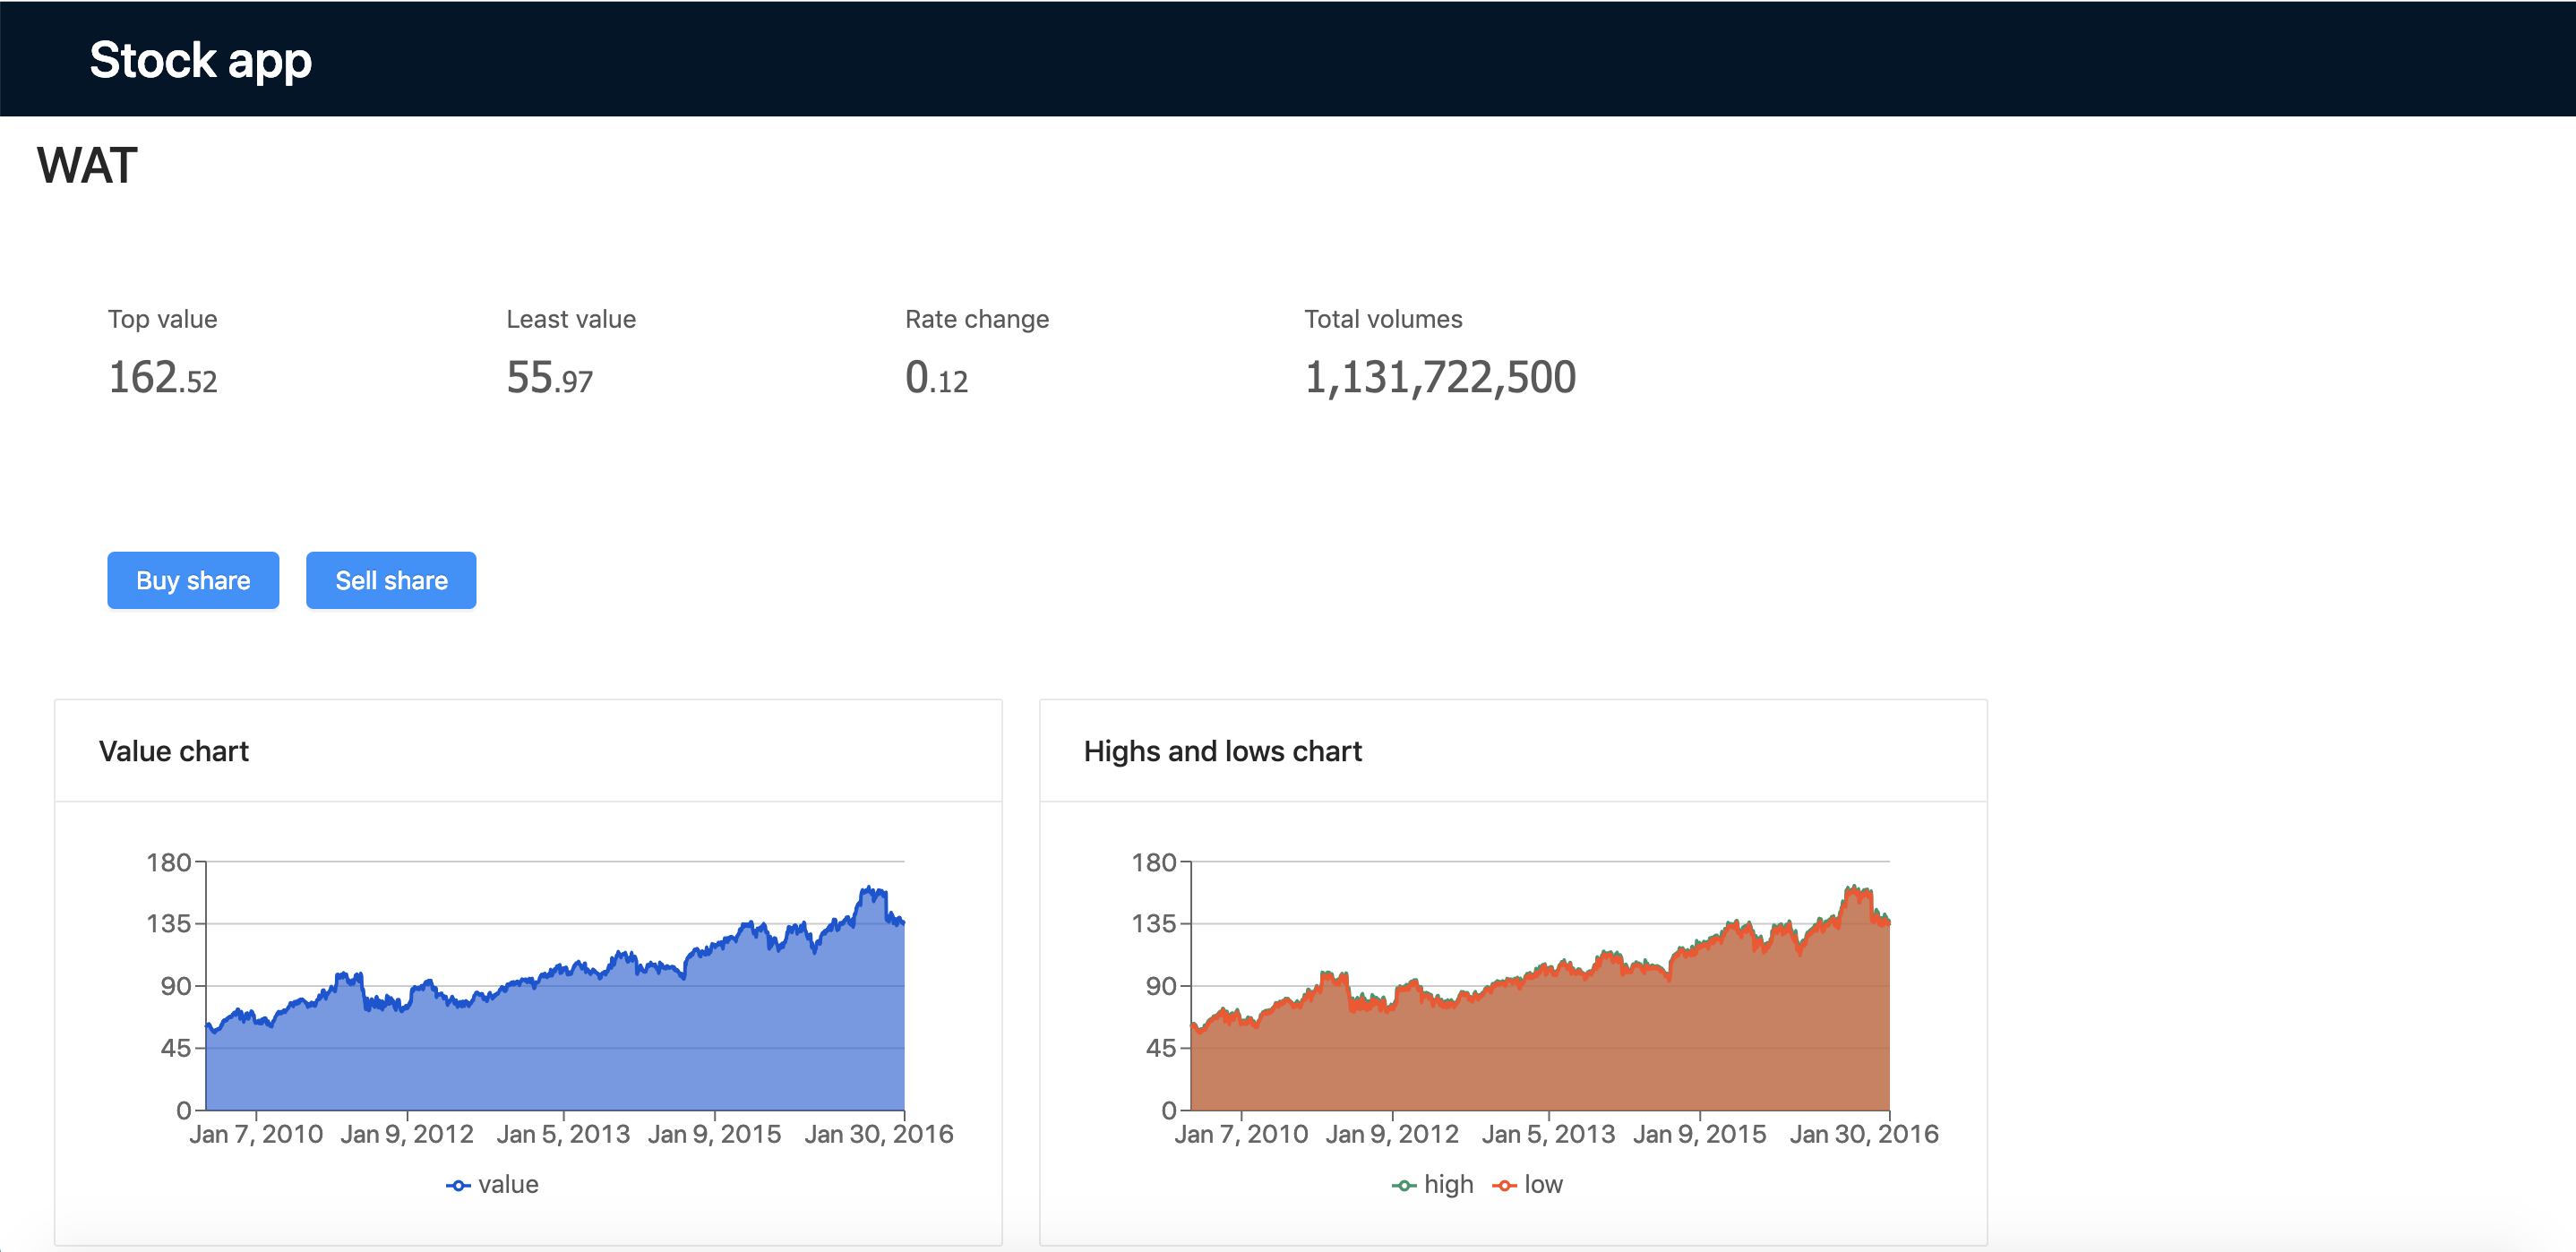 Stock app
WAT
Top value
Least value
Rate change
Total volumes
162.52
55.97
0.12
1,131,722,500
Buy share
Sell share
Value chart
180
135
90
45
0
Jan 7, 2010 Jan 9, 2012 Jan 5, 2013 Jan 9, 2015 Jan 30, 2016
value
Highs and lows chart
180
135
90
45
0
Jan 7, 2010 Jan 9, 2012 Jan 5, 2013 Jan 9, 2015 Jan 30, 2016
high low